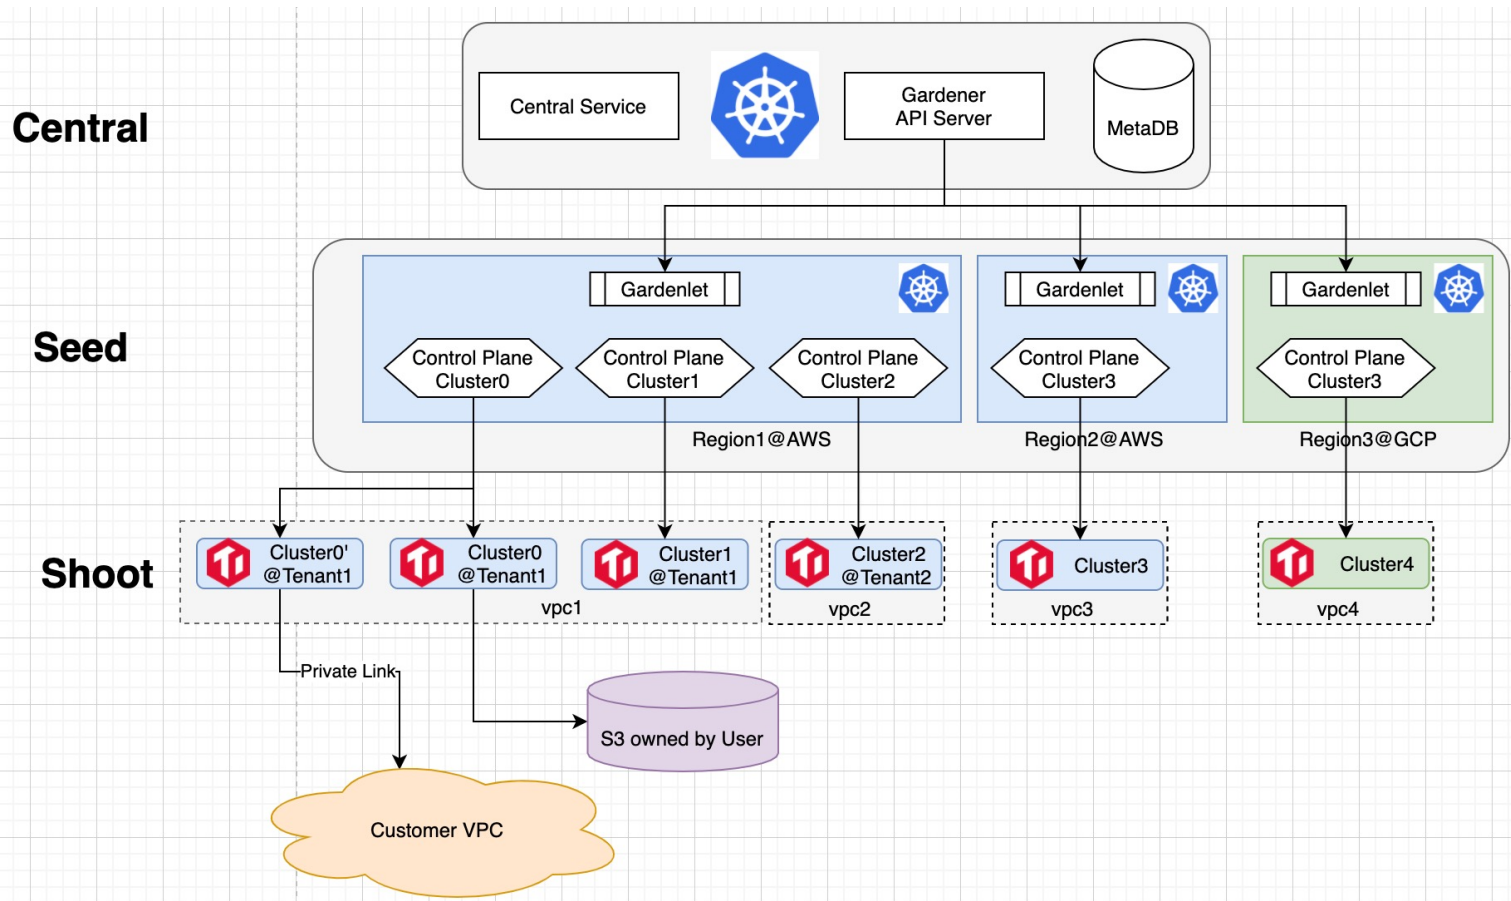 Central
Central Service
Gardener
API Server
MetaDB
Seed
Gardenlet
Gardenlet
Gardenlet
Control Plane
Cluster0
Control Plane
Cluster1
Control Plane
Cluster2
Control Plane
Cluster3
Control Plane
Cluster3
Region1@AWS
Region2@AWS
Region3@GCP
Shoot
Cluster0'
@Tenant1
Cluster0
@Tenant1
Cluster1
@Tenant1
vpc1
Cluster2
@Tenant2
vpc2
Cluster3
vpc3
Cluster4
vpc4
Private Link
S3 owned by User
Customer VPC